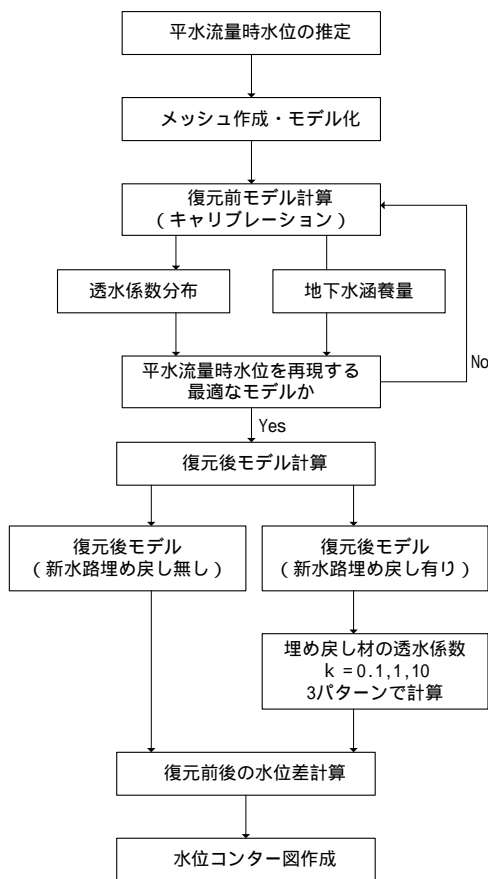 平水流量時水位の推定
メッシュ作成・モデル化
復元前モデル計算
(キャリブレーション)
透水係数分布
地下水涵養量
平水流量時水位を再現する
最適なモデルか
No
Yes
復元後モデル計算
復元後モデル
(新水路埋め戻し無し)
復元後モデル
(新水路埋め戻し有り)
埋め戻し材の透水係数
k = 0.1,1,10
3パターンで計算
復元前後の水位差計算
水位コンター図作成